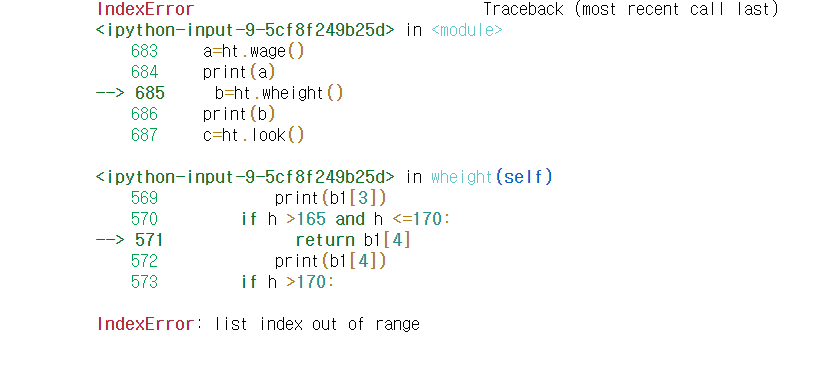 IndexError                                Traceback (most recent call last)
<ipython-input-9-5cf8f249b25d> in <module>
    683     a=ht.wage()
    684     print(a)
--> 685     b=ht.wheight()
    686     print(b)
    687     c=ht.look()
<ipython-input-9-5cf8f249b25d> in wheight(self)
    569             print(b1[3])
    570         if h >165 and h <=170:
--> 571             return b1[4]
    572             print(b1[4])
    573         if h >170:
IndexError: list index out of range